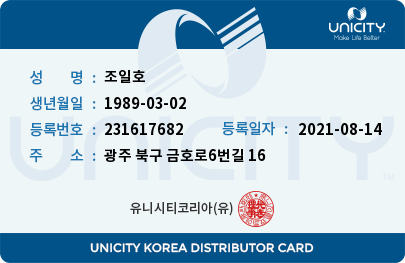 UNICITY
Make Life Better
성 명 : 조일호
생년월일 : 1989-03-02
등록번호 : 231617682 등록일자 : 2021-08-14
주 소 : 광주 북구 금호로6번길 16
UNICITY
TM
유니시티코리아(유)
UNICITY KOREA DISTRIBUTOR CARD